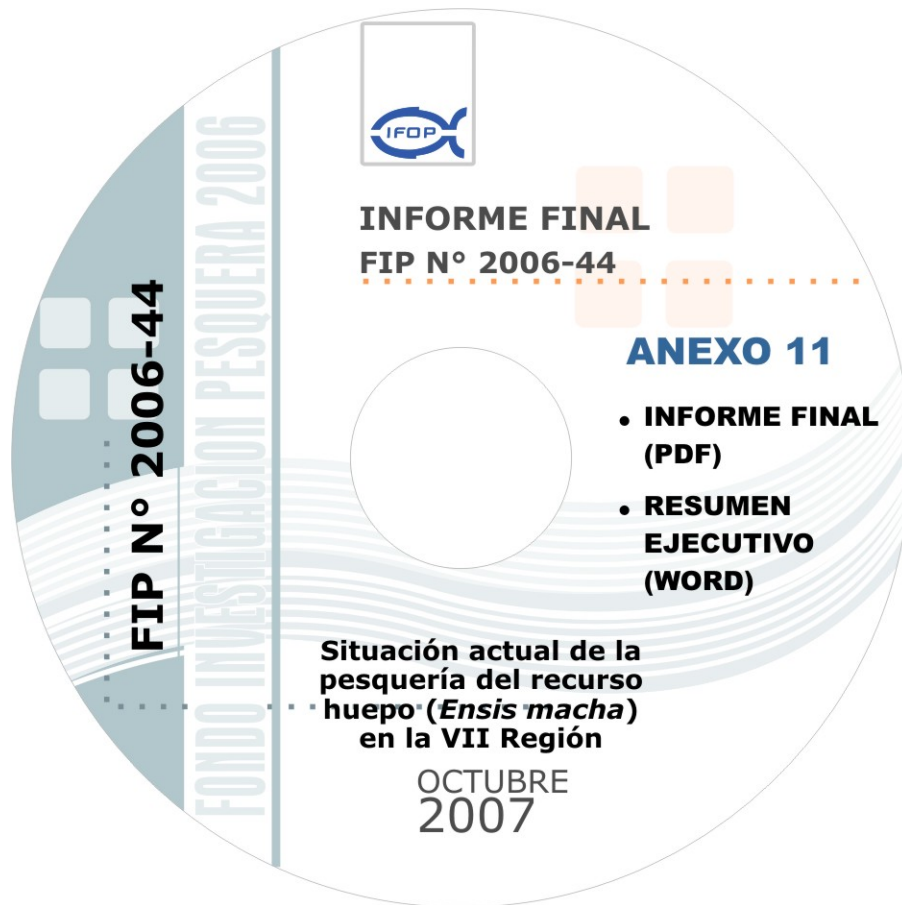 IFOP
INFORME FINAL
FIP N° 2006-44
FONDO INVESTIGACION PESQUERA 2006
FIP N° 2006-44
ANEXO 11
• INFORME FINAL
(PDF)
• RESUMEN
EJECUTIVO
(WORD)
Situación actual de la
pesquería del recurso
huepo (Ensis macha)
en la VII Región
OCTUBRE
2007